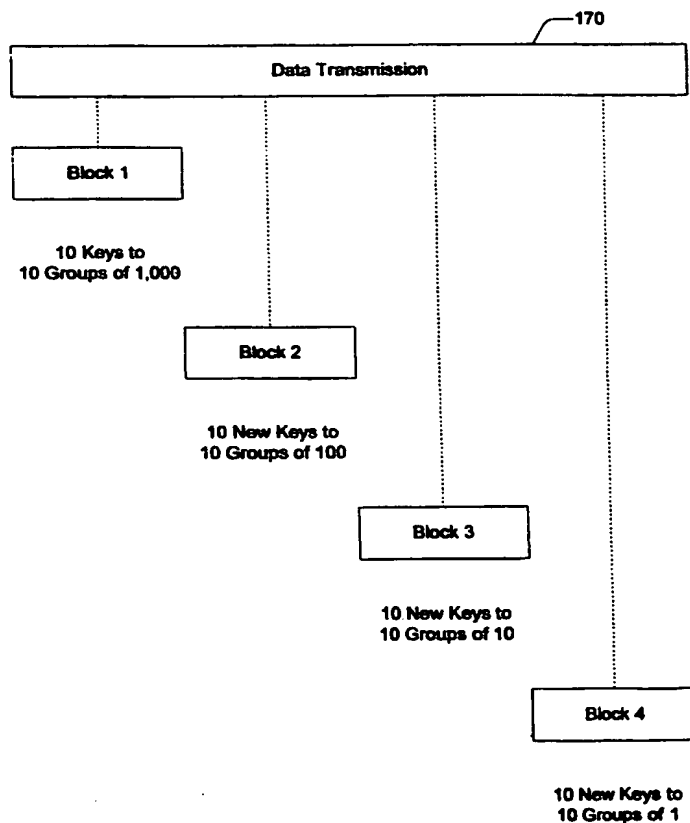 170
Data Transmission
Block 1
10 Keys to
10 Groups of 1,000
Block 2
10 New Keys to
10 Groups of 100
Block 3
10 New Keys to
10 Groups of 10
Block 4
10 New Keys to
10 Groups of 1